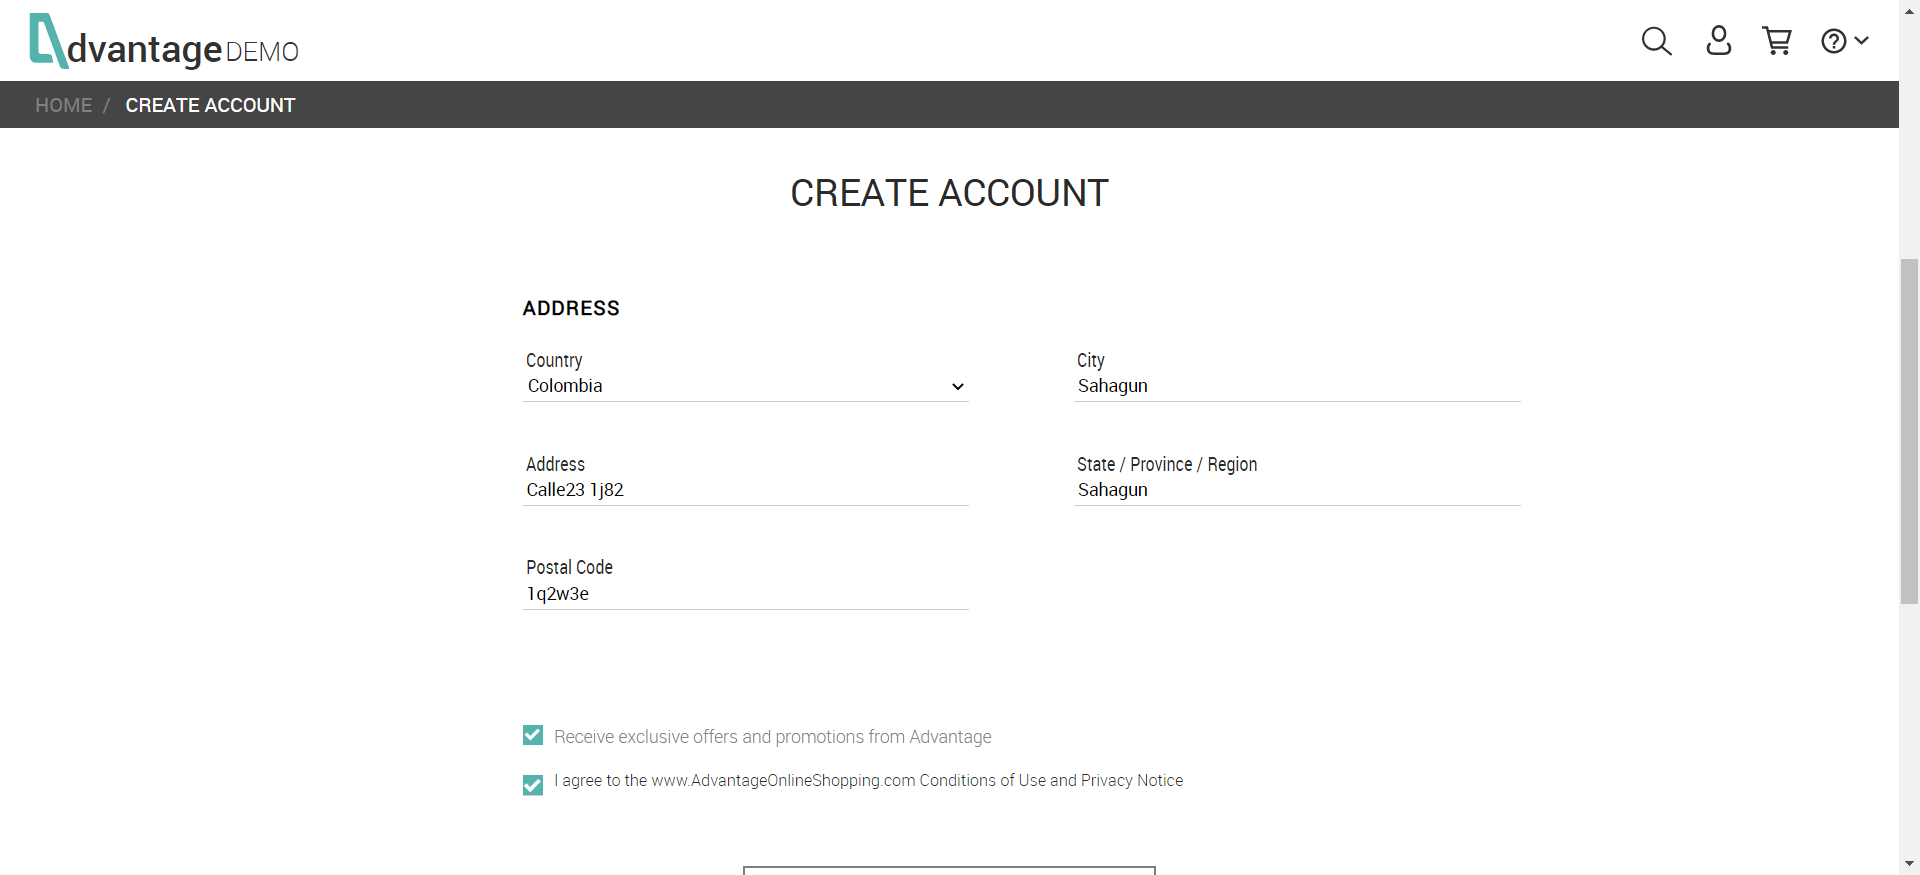 dvantage DEMO
HOME / CREATE ACCOUNT
CREATE ACCOUNT
ADDRESS
Country
Colombia
City
Sahagun
Address
Calle23 1j82
State / Province / Region
Sahagun
Postal Code
1q2w3e
Receive exclusive offers and promotions from Advantage
I agree to the www.AdvantageOnlineShopping.com Conditions of Use and Privacy Notice